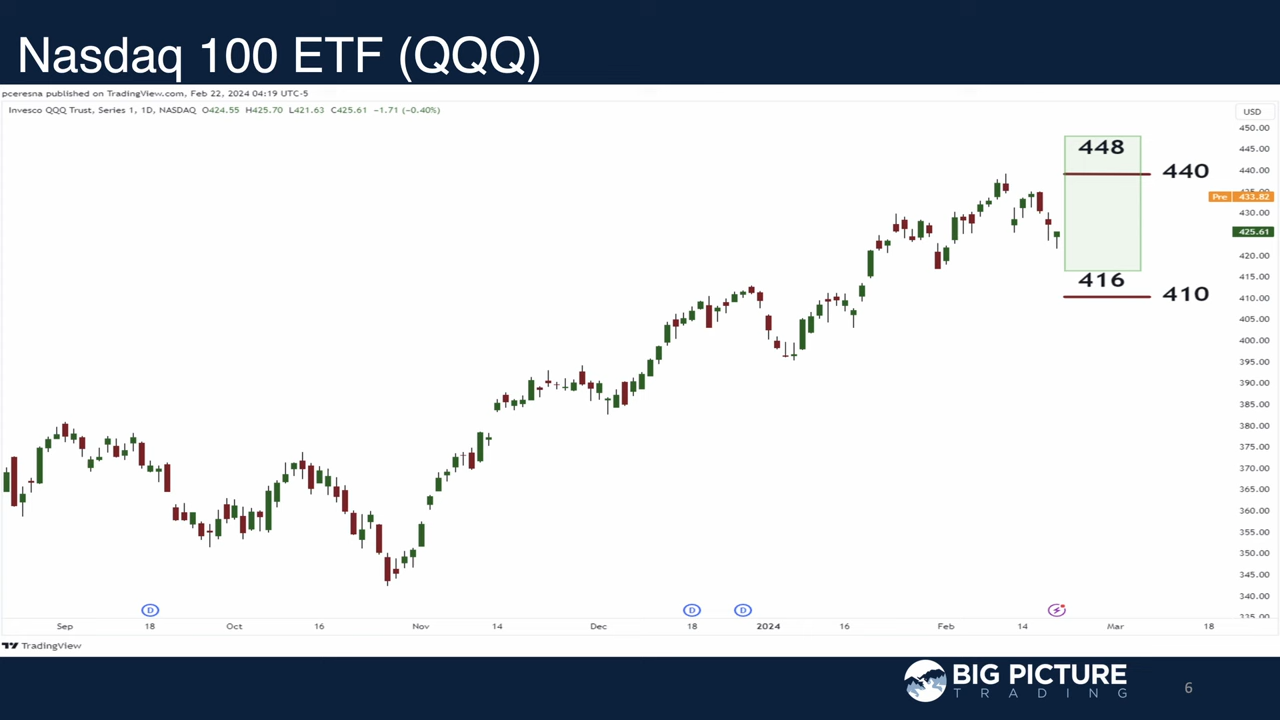 Nasdaq 100 ETF (QQQ)
pceresna published on TradingView.com, Feb 22, 2024 04:19 UTC-5
Invesco QQQ Trust, Series 1, 1D, NASDAQ O424.55 H425.70 L421.63 C425.61 −1.71 (−0.40%)
USD
450.00
448
445.00
440
440.00
435.00
Pre 433.82
430.00
425.61
420.00
416
415.00
410
410.00
405.00
400.00
395.00
390.00
385.00
380.00
375.00
370.00
365.00
360.00
355.00
350.00
345.00
340.00
335.00
D D D
Sep 18 Oct 16 Nov 14 Dec 18 2024 16 Feb 14 Mar 18
TradingView
BIG PICTURE
TRADING
6